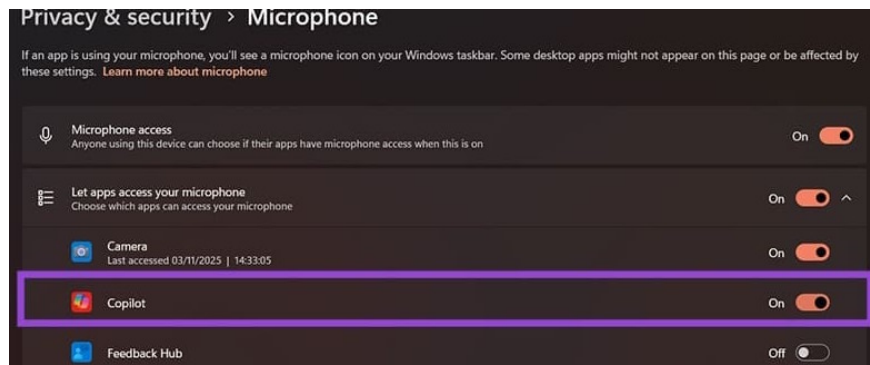 Privacy & security > Microphone
If an app is using your microphone, you'll see a microphone icon on your Windows taskbar. Some desktop apps might not appear on this page or be affected by
these settings. Learn more about microphone
Microphone access
Anyone using this device can choose if their apps have microphone access when this is on
On
Let apps access your microphone
Choose which apps can access your microphone
On
Camera
Last accessed 03/11/2025 | 14:33:05
On
Copilot
On
Feedback Hub
Off